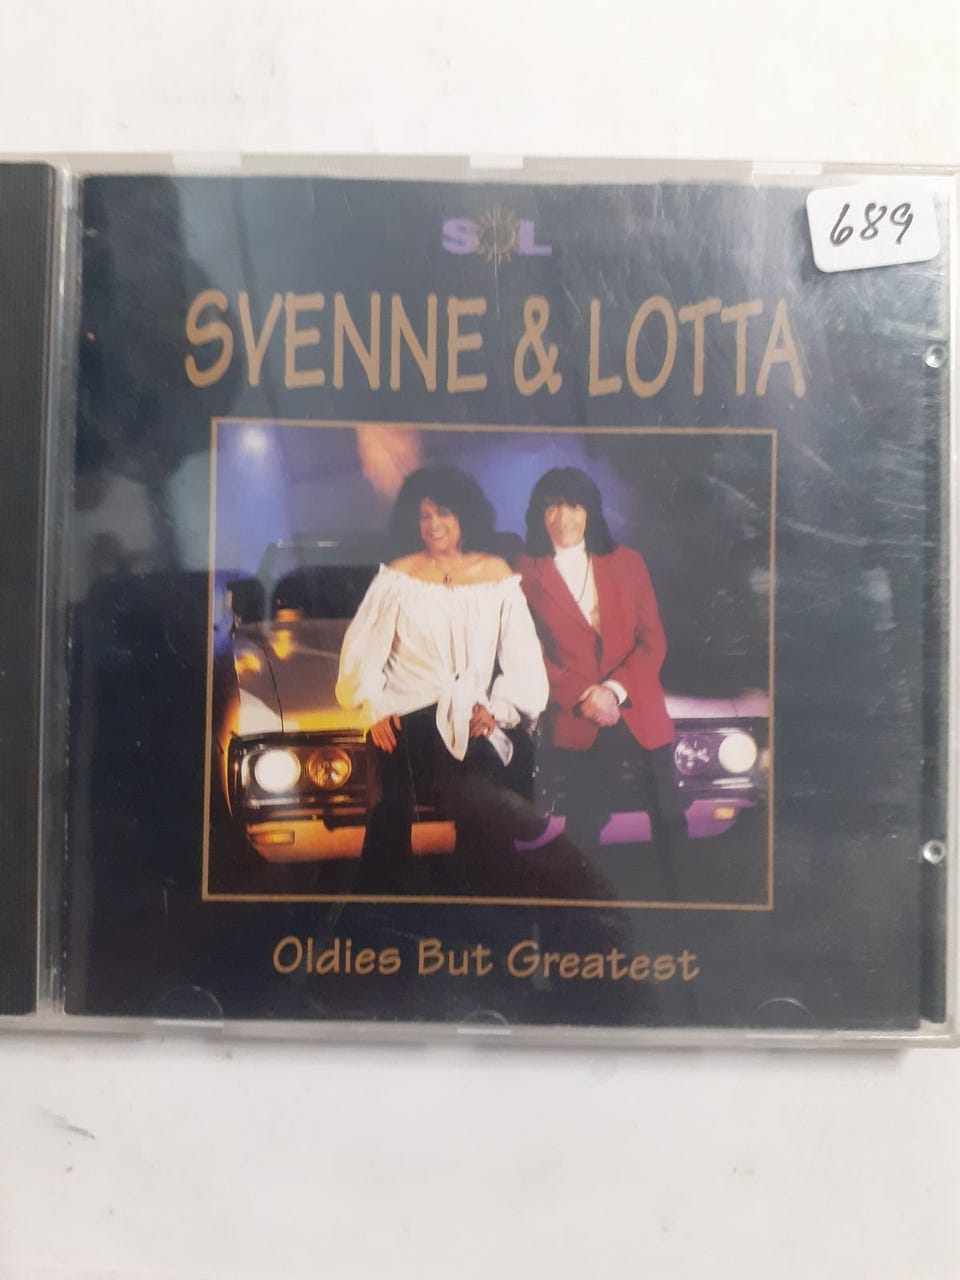 SOL
689
SVENNE & LOTTA
Oldies But Greatest